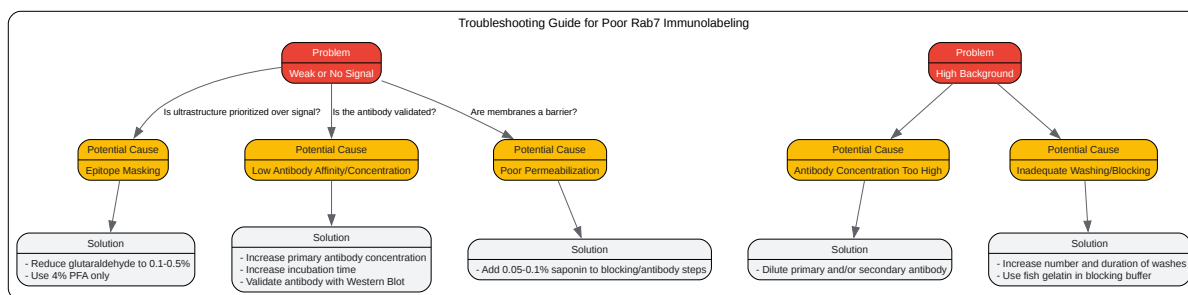 Troubleshooting Guide for Poor Rab7 Immunolabeling
Problem
Weak or No Signal
Problem
High Background
Is ultrastructure prioritized over signal?
Is the antibody validated?
Are membranes a barrier?
Potential Cause
Epitope Masking
Potential Cause
Low Antibody Affinity/Concentration
Potential Cause
Poor Permeabilization
Potential Cause
Antibody Concentration Too High
Potential Cause
Inadequate Washing/Blocking
Solution
- Reduce glutaraldehyde to 0.1-0.5%
- Use 4% PFA only
Solution
- Increase primary antibody concentration
- Increase incubation time
- Validate antibody with Western Blot
Solution
- Add 0.05-0.1% saponin to blocking/antibody steps
Solution
- Dilute primary and/or secondary antibody
Solution
- Increase number and duration of washes
- Use fish gelatin in blocking buffer